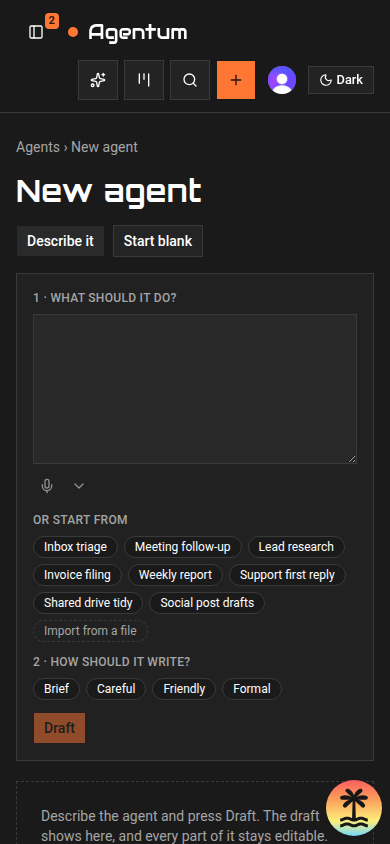 2
Agentum
Dark
Agents › New agent
New agent
Describe it
Start blank
1 · WHAT SHOULD IT DO?
OR START FROM
Inbox triage
Meeting follow-up
Lead research
Invoice filing
Weekly report
Support first reply
Shared drive tidy
Social post drafts
Import from a file
2 · HOW SHOULD IT WRITE?
Brief
Careful
Friendly
Formal
Draft
Describe the agent and press Draft. The draft
shows here, and every part of it stays editable.